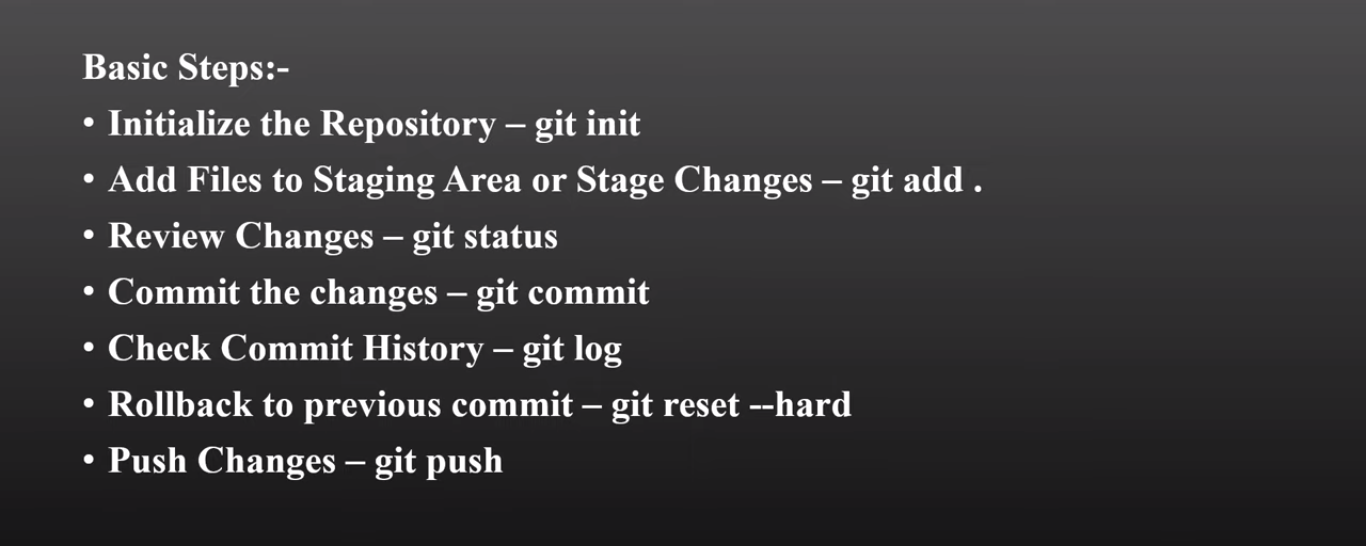 Basic Steps:-
• Initialize the Repository – git init
• Add Files to Staging Area or Stage Changes – git add .
• Review Changes – git status
• Commit the changes – git commit
• Check Commit History – git log
• Rollback to previous commit – git reset --hard
• Push Changes – git push